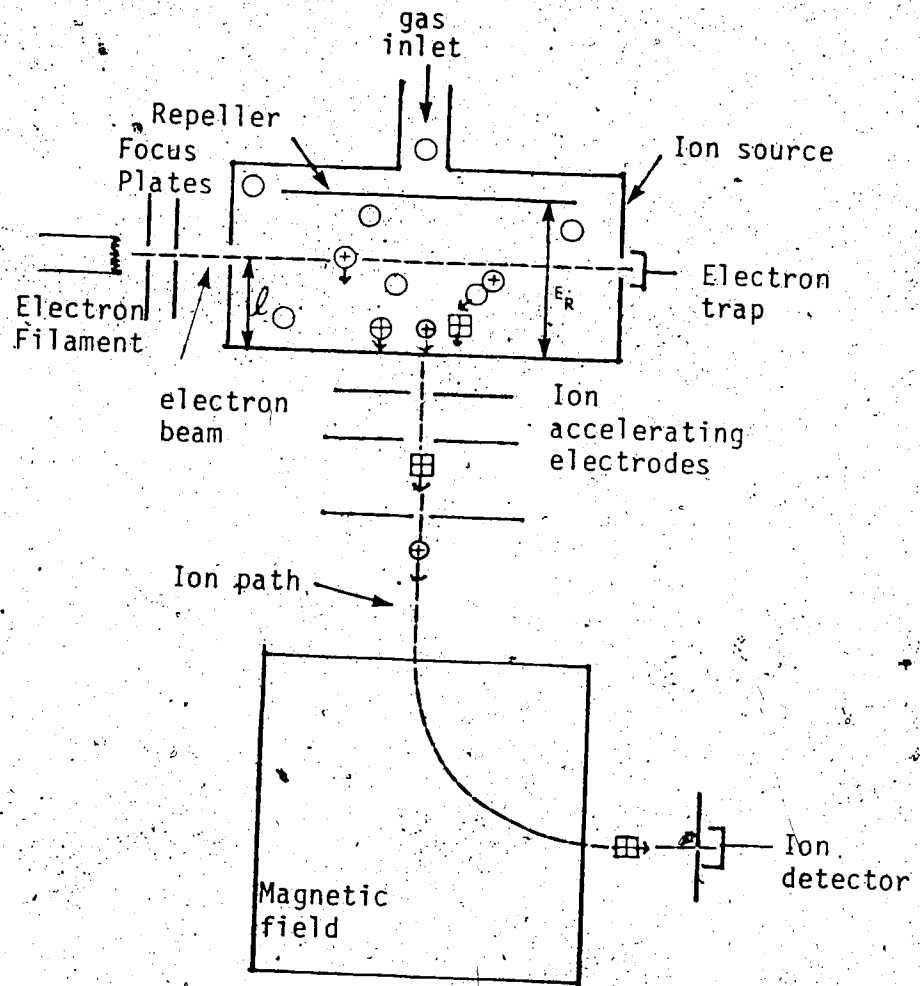 gas
inlet
Repeller
Focus
Plates
Ion source
Electron
Filament
ℓ
E_R
Electron
trap
electron
beam
Ion
accelerating
electrodes
Ion path
Magnetic
field
Ion
detector